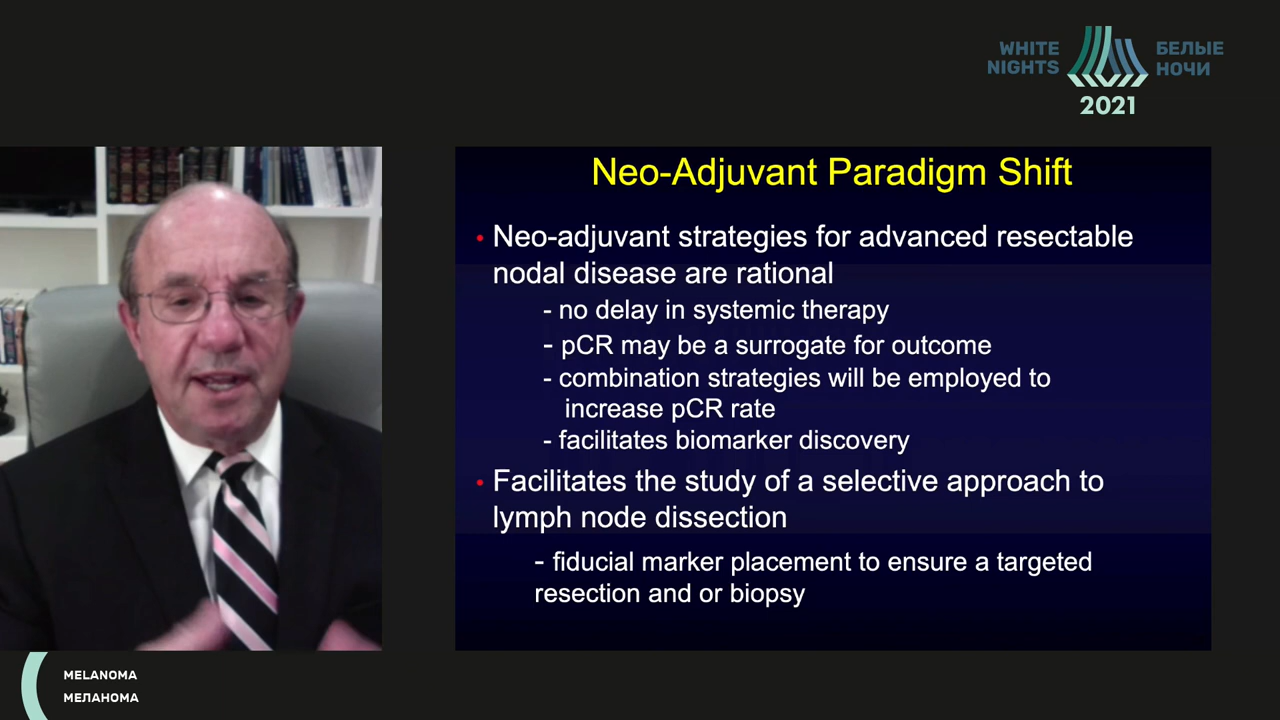 WHITE
NIGHTS
БЕЛЫЕ
НОЧИ
2021
Neo-Adjuvant Paradigm Shift
• Neo-adjuvant strategies for advanced resectable
nodal disease are rational
- no delay in systemic therapy
- pCR may be a surrogate for outcome
- combination strategies will be employed to
increase pCR rate
- facilitates biomarker discovery
• Facilitates the study of a selective approach to
lymph node dissection
- fiducial marker placement to ensure a targeted
resection and or biopsy
MELANOMA
МЕЛАНОМА